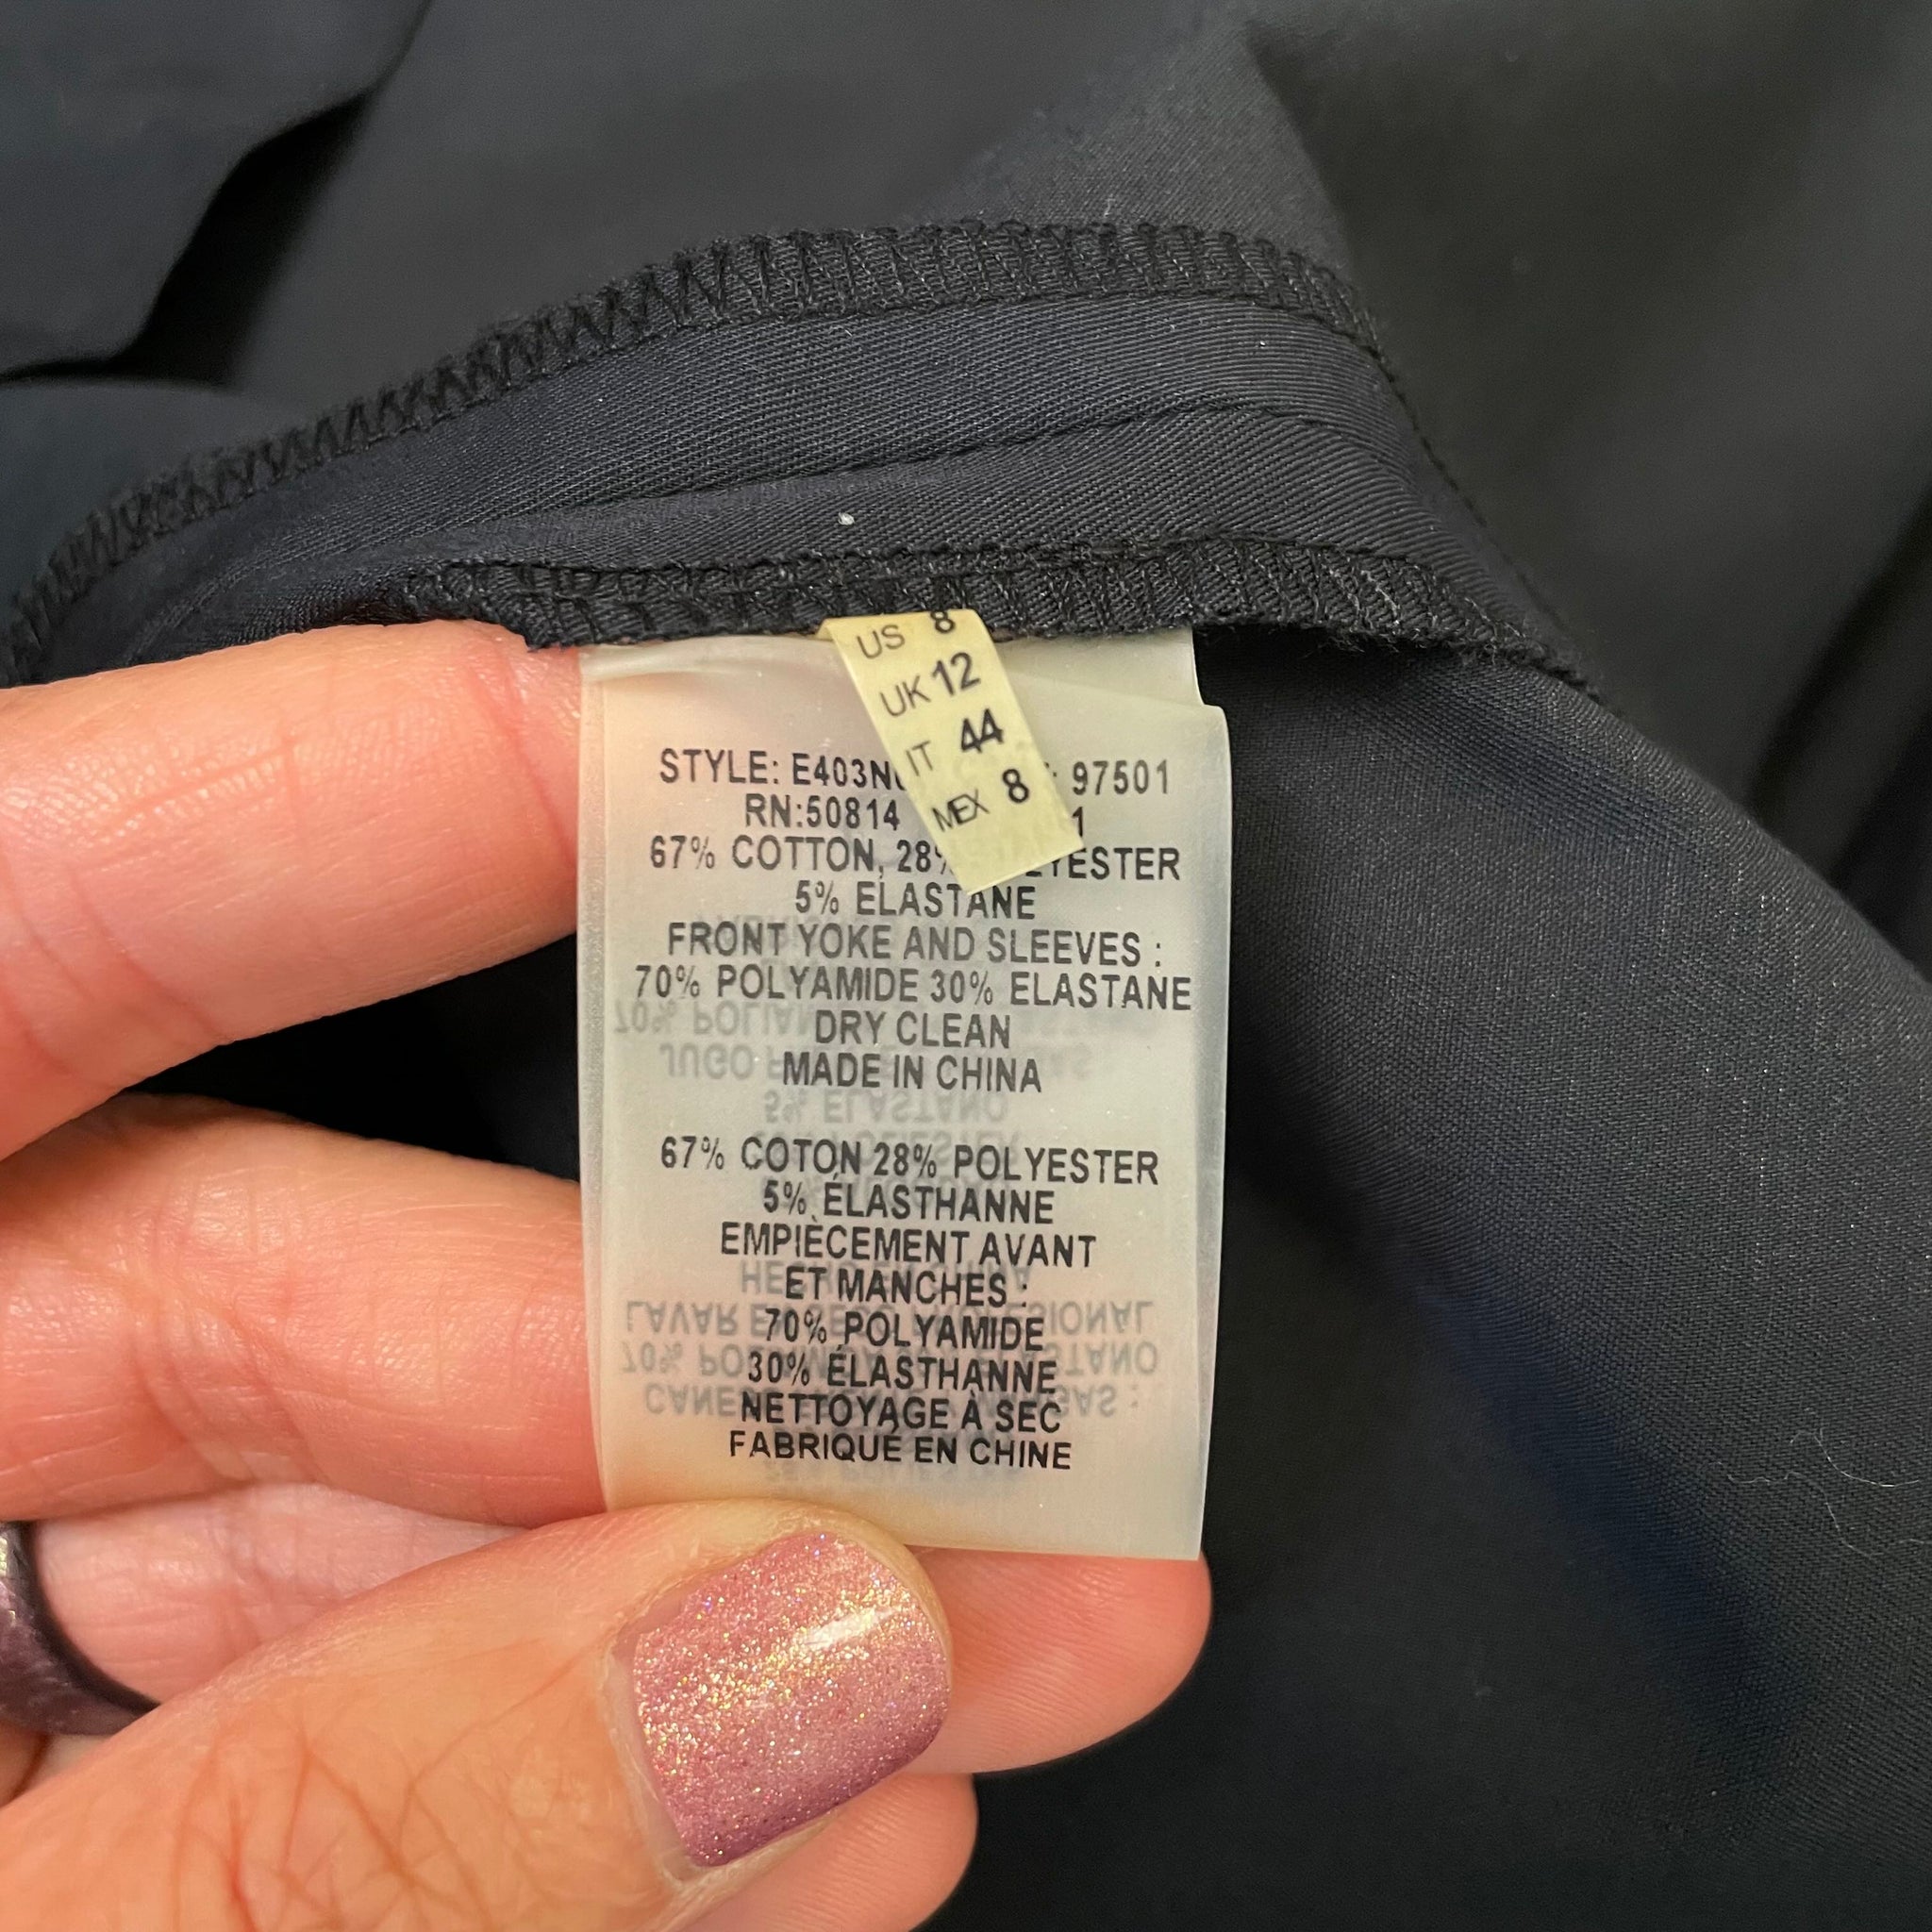 US 8
UK 12
IT 44
MEX 8
STYLE: E403N 97501
RN:50814
67% COTTON, 28% POLYESTER
5% ELASTANE
FRONT YOKE AND SLEEVES :
70% POLYAMIDE 30% ELASTANE
DRY CLEAN
MADE IN CHINA
67% COTON 28% POLYESTER
5% ÉLASTHANNE
EMPIÈCEMENT AVANT
ET MANCHES :
70% POLYAMIDE
30% ÉLASTHANNE
NETTOYAGE À SEC
FABRIQUÉ EN CHINE